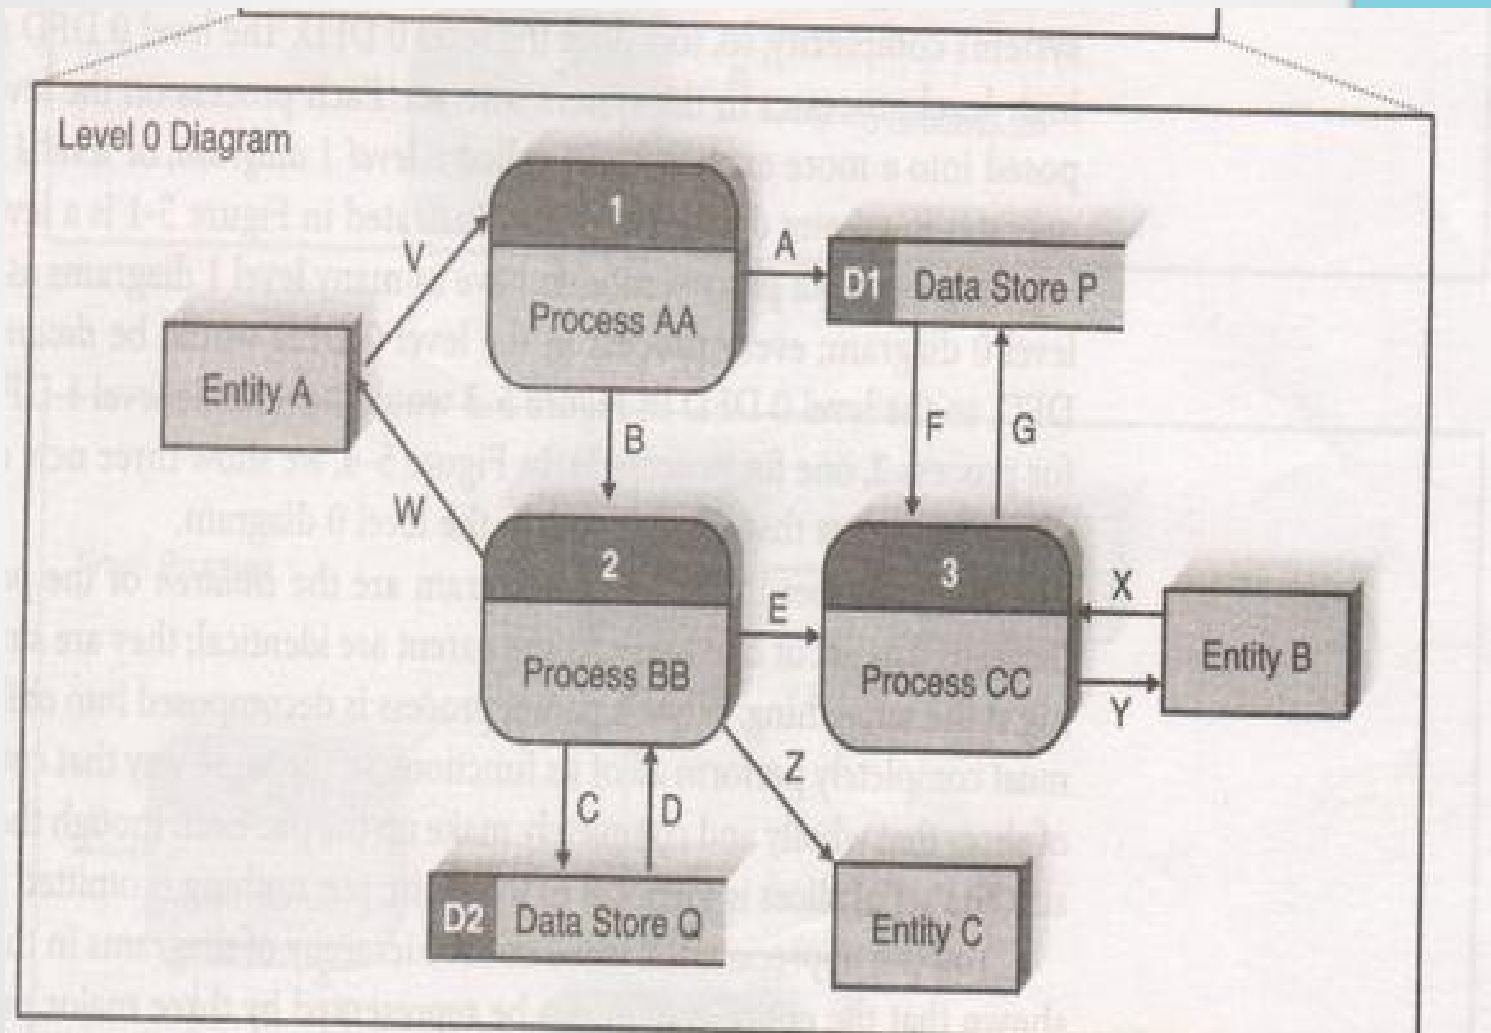 Level 0 Diagram
1
Process AA
V
A
D1 Data Store P
Entity A
B
F
G
W
2
Process BB
E
3
Process CC
X
Y
Entity B
C
D
Z
D2 Data Store Q
Entity C